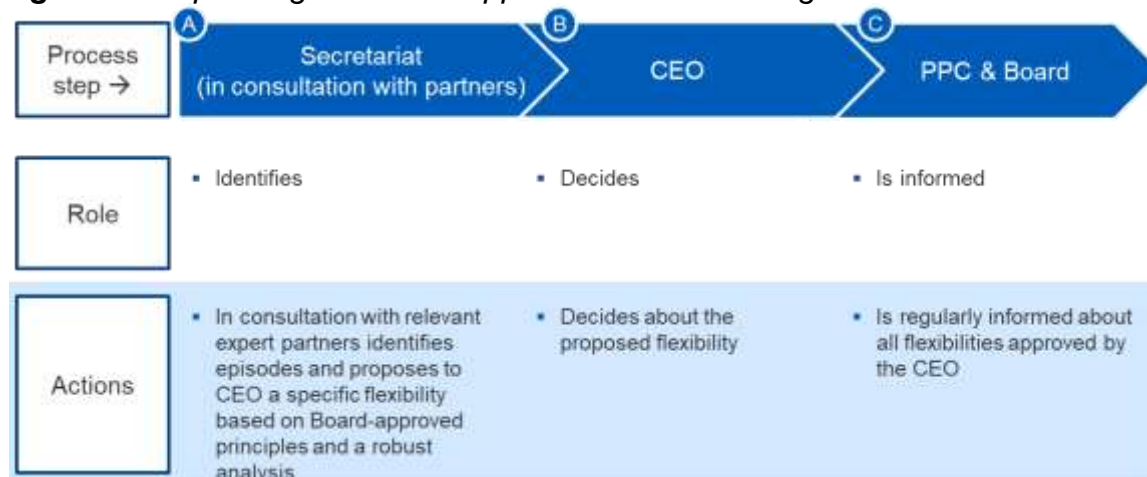 Process
step →
A
Secretariat
(in consultation with partners)
B
CEO
C
PPC & Board
Role
▪ Identifies
▪ Decides
▪ Is informed
Actions
▪ In consultation with relevant
expert partners identifies
episodes and proposes to
CEO a specific flexibility
based on Board-approved
principles and a robust
analysis
▪ Decides about the
proposed flexibility
▪ Is regularly informed about
all flexibilities approved by
the CEO